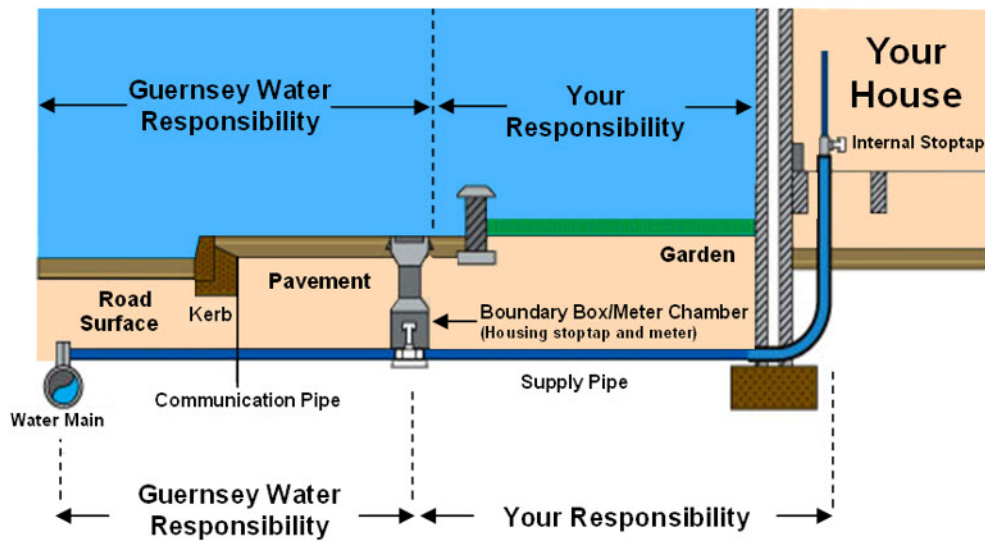 Guernsey Water
Responsibility
Your
Responsibility
Your
House
Internal Stoptap
Garden
Pavement
Road
Surface
Kerb
Boundary Box/Meter Chamber
(Housing stoptap and meter)
Supply Pipe
Communication Pipe
Water Main
Guernsey Water
Responsibility
Your Responsibility